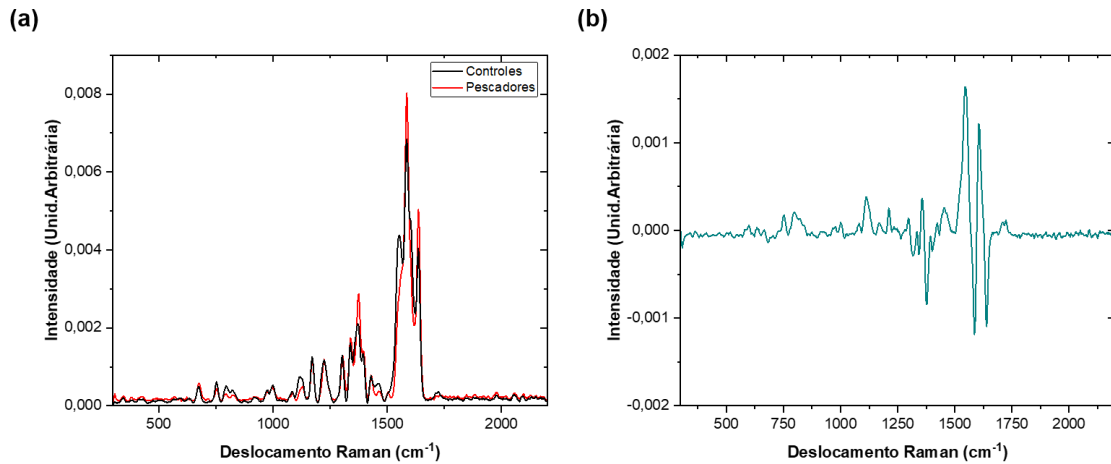 (a)
(b)
Controles
Pescadores
0,008
0,006
0,004
0,002
0,000
Intensidade (Unid.Arbitrária)
500
1000
1500
2000
Deslocamento Raman (cm⁻¹)
0,002
0,001
0,000
-0,001
-0,002
Intensidade (Unid.Arbitrária)
500
750
1000
1250
1500
1750
2000
Deslocamento Raman (cm⁻¹)